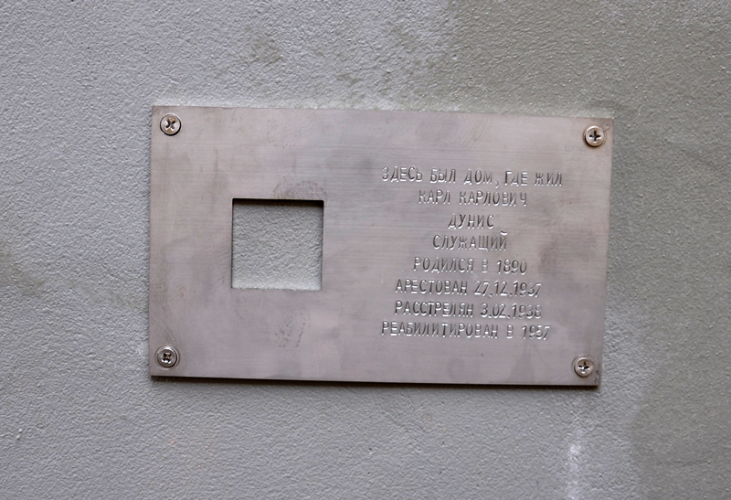 ЗДЕСЬ БЫЛ ДОМ, ГДЕ ЖИЛ
КАРЛ КАРЛОВИЧ
ДУНИС
СЛУЖАЩИЙ
РОДИЛСЯ В 1890
АРЕСТОВАН 27.12.1937
РАССТРЕЛЯН 3.02.1938
РЕАБИЛИТИРОВАН В 1957